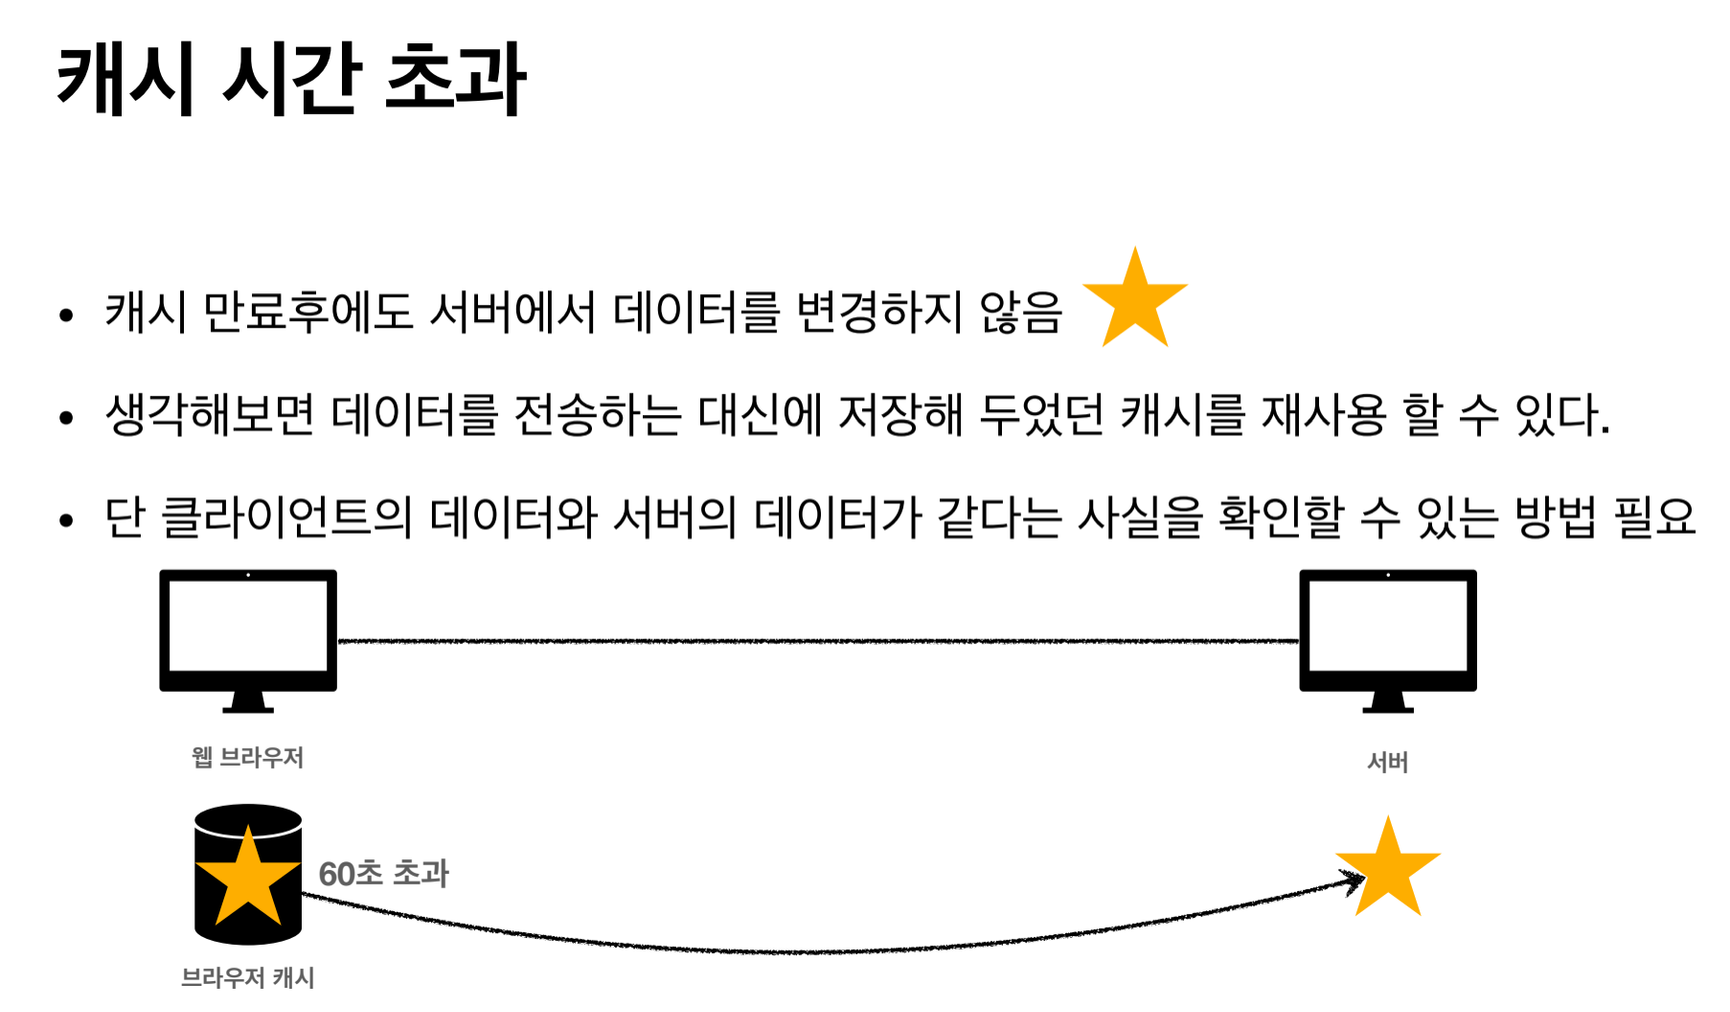 캐시 시간 초과
• 캐시 만료후에도 서버에서 데이터를 변경하지 않음
• 생각해보면 데이터를 전송하는 대신에 저장해 두었던 캐시를 재사용 할 수 있다.
• 단 클라이언트의 데이터와 서버의 데이터가 같다는 사실을 확인할 수 있는 방법 필요
웹 브라우저
서버
60초 초과
브라우저 캐시